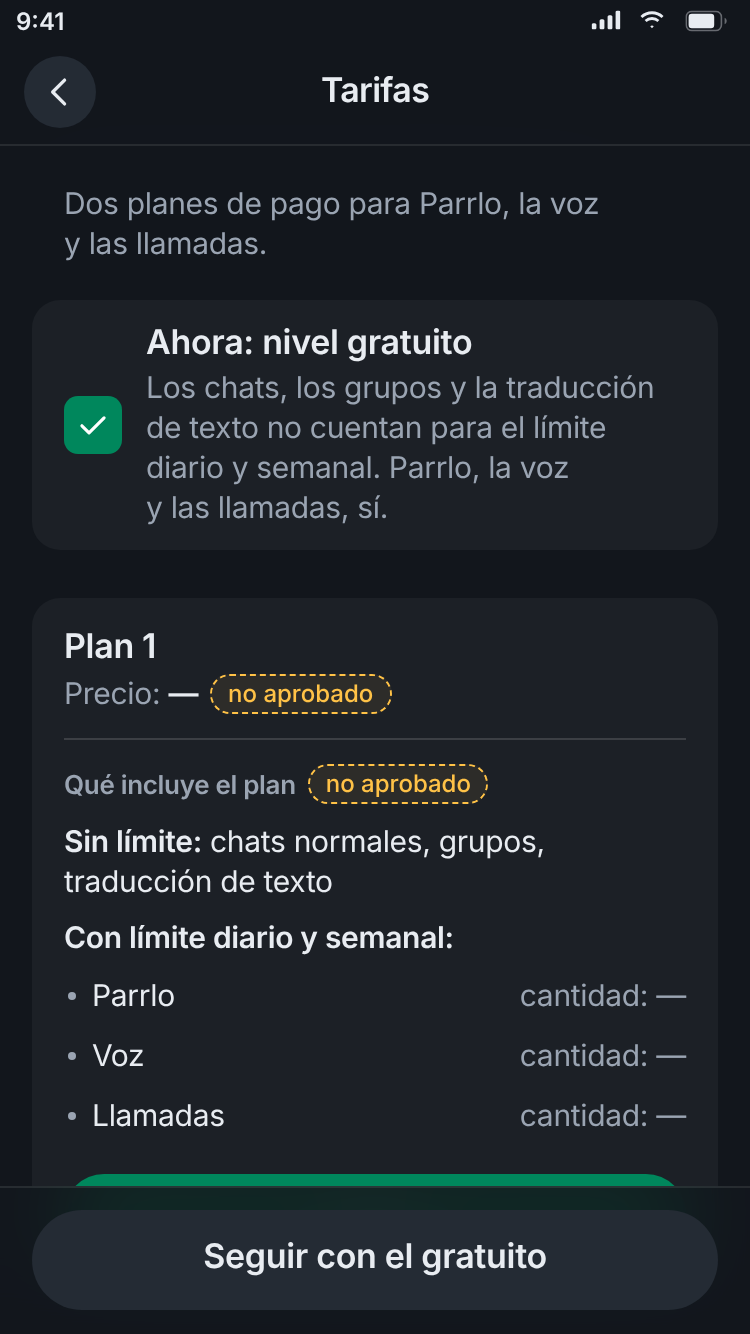 9:41
Tarifas
Dos planes de pago para Parrlo, la voz
y las llamadas.
Ahora: nivel gratuito
Los chats, los grupos y la traducción
de texto no cuentan para el límite
diario y semanal. Parrlo, la voz
y las llamadas, sí.
Plan 1
Precio: — no aprobado
Qué incluye el plan no aprobado
Sin límite: chats normales, grupos,
traducción de texto
Con límite diario y semanal:
• Parrlo cantidad: —
• Voz cantidad: —
• Llamadas cantidad: —
Seguir con el gratuito